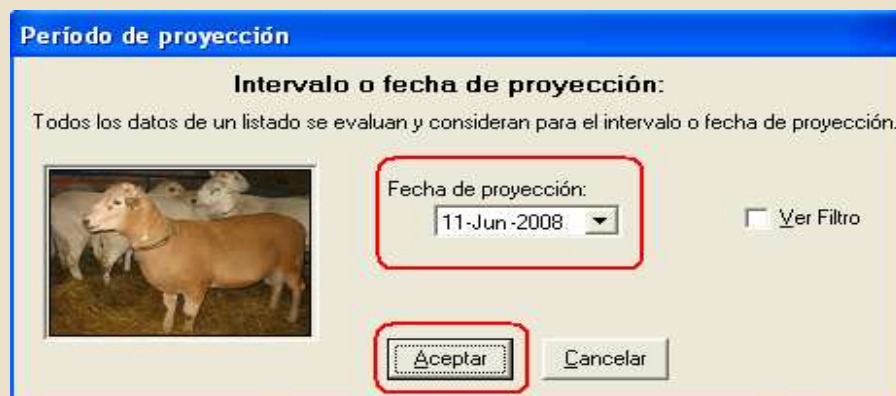 Período de proyección
Intervalo o fecha de proyección:
Todos los datos de un listado se evaluan y consideran para el intervalo o fecha de proyección.
Fecha de proyección:
11-Jun-2008
Ver Filtro
Aceptar
Cancelar